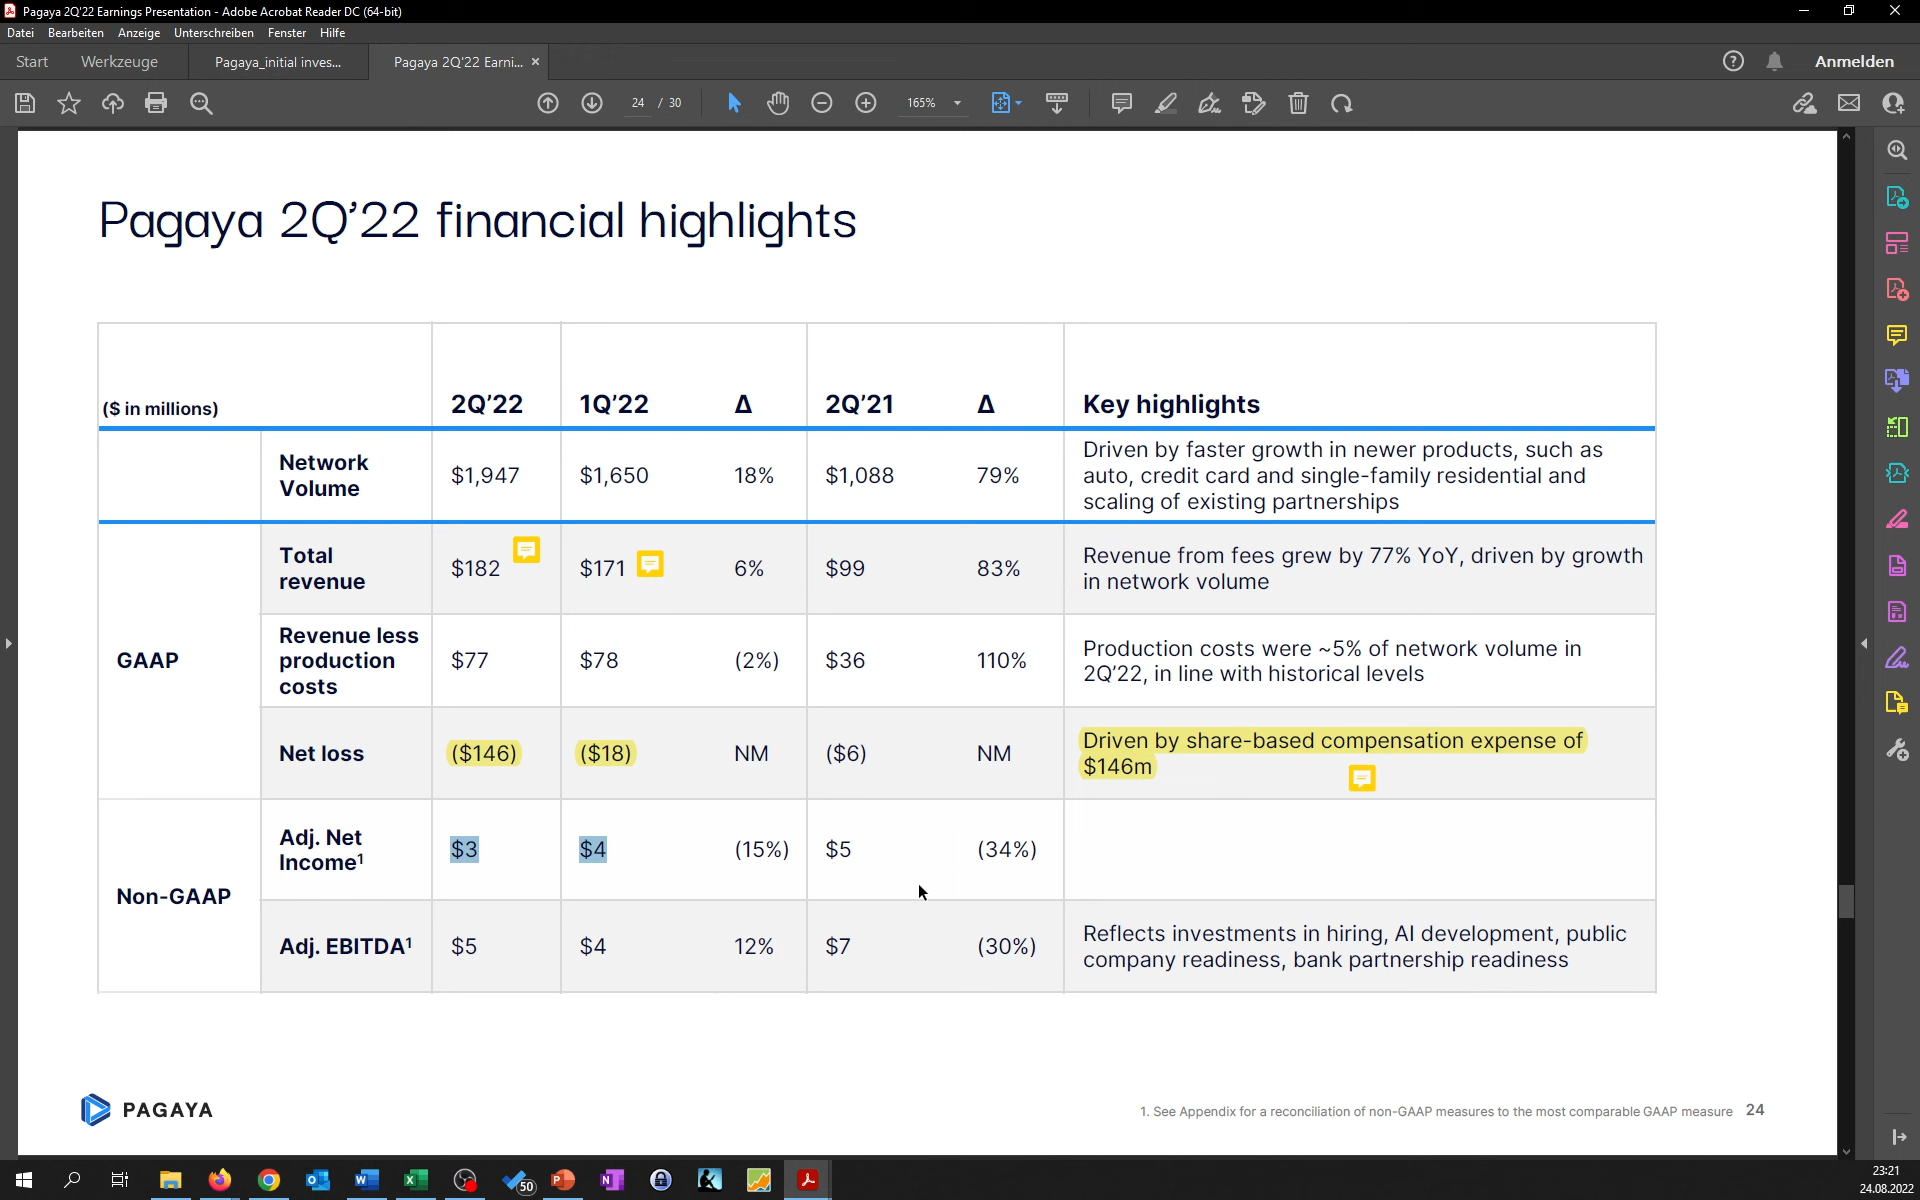 Pagaya 2Q'22 Earnings Presentation - Adobe Acrobat Reader DC (64-bit)
Datei Bearbeiten Anzeige Unterschreiben Fenster Hilfe
Start Werkzeuge Pagaya_initial inves... Pagaya 2Q'22 Earni... × Anmelden
24 / 30 165%
Pagaya 2Q’22 financial highlights
($ in millions) 2Q’22 1Q’22 Δ 2Q’21 Δ Key highlights
Network Volume $1,947 $1,650 18% $1,088 79% Driven by faster growth in newer products, such as
auto, credit card and single-family residential and
scaling of existing partnerships
GAAP
Total revenue $182 $171 6% $99 83% Revenue from fees grew by 77% YoY, driven by growth
in network volume
Revenue less production costs $77 $78 (2%) $36 110% Production costs were ~5% of network volume in
2Q’22, in line with historical levels
Net loss ($146) ($18) NM ($6) NM Driven by share-based compensation expense of
$146m
Non-GAAP
Adj. Net Income¹ $3 $4 (15%) $5 (34%)
Adj. EBITDA¹ $5 $4 12% $7 (30%) Reflects investments in hiring, AI development, public
company readiness, bank partnership readiness
PAGAYA
1. See Appendix for a reconciliation of non-GAAP measures to the most comparable GAAP measure 24
50
23:21
24.08.2022